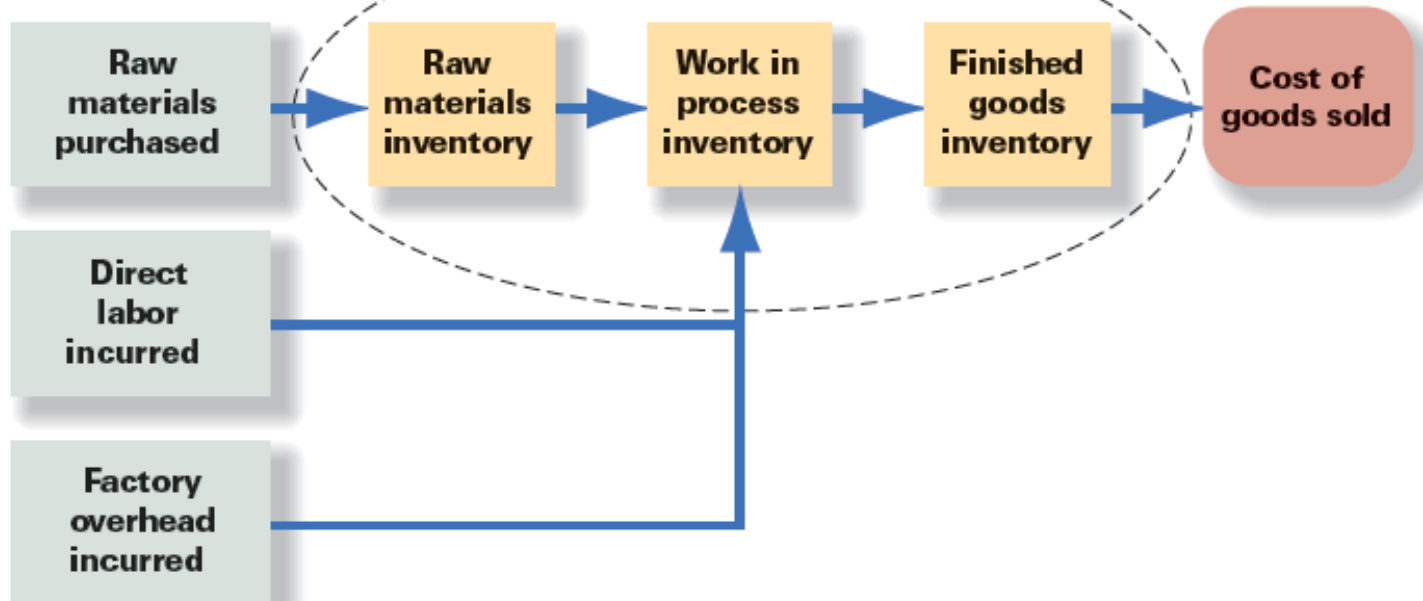 Raw
materials
purchased
Raw
materials
inventory
Work in
process
inventory
Finished
goods
inventory
Cost of
goods sold
Direct
labor
incurred
Factory
overhead
incurred